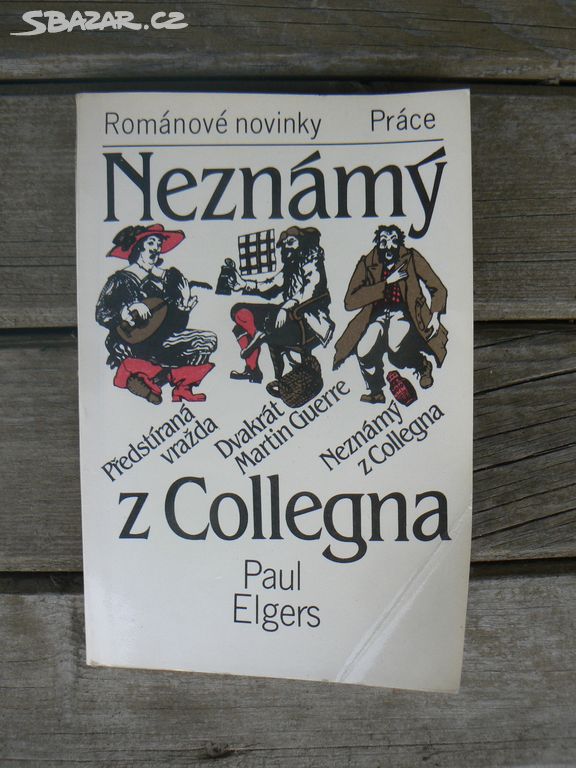 SBAZAR.CZ
Románové novinky Práce
Neznámý
Předstíraná
vražda
Dvakrát
Martin Guerre
Neznámý
z Collegna
z Collegna
Paul
Elgers